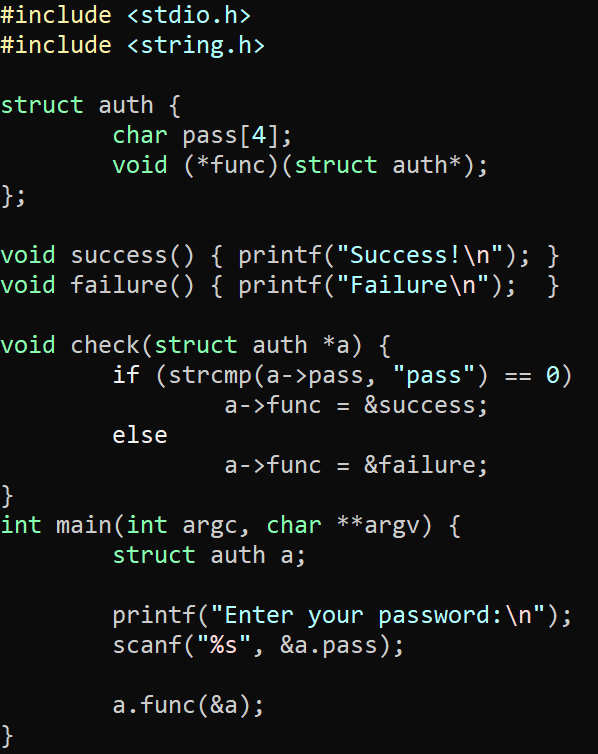 #include <stdio.h>
#include <string.h>

struct auth {
        char pass[4];
        void (*func)(struct auth*);
};

void success() { printf("Success!\n"); }
void failure() { printf("Failure\n");  }

void check(struct auth *a) {
        if (strcmp(a->pass, "pass") == 0)
                a->func = &success;
        else
                a->func = &failure;
}
int main(int argc, char **argv) {
        struct auth a;

        printf("Enter your password:\n");
        scanf("%s", &a.pass);

        a.func(&a);
}